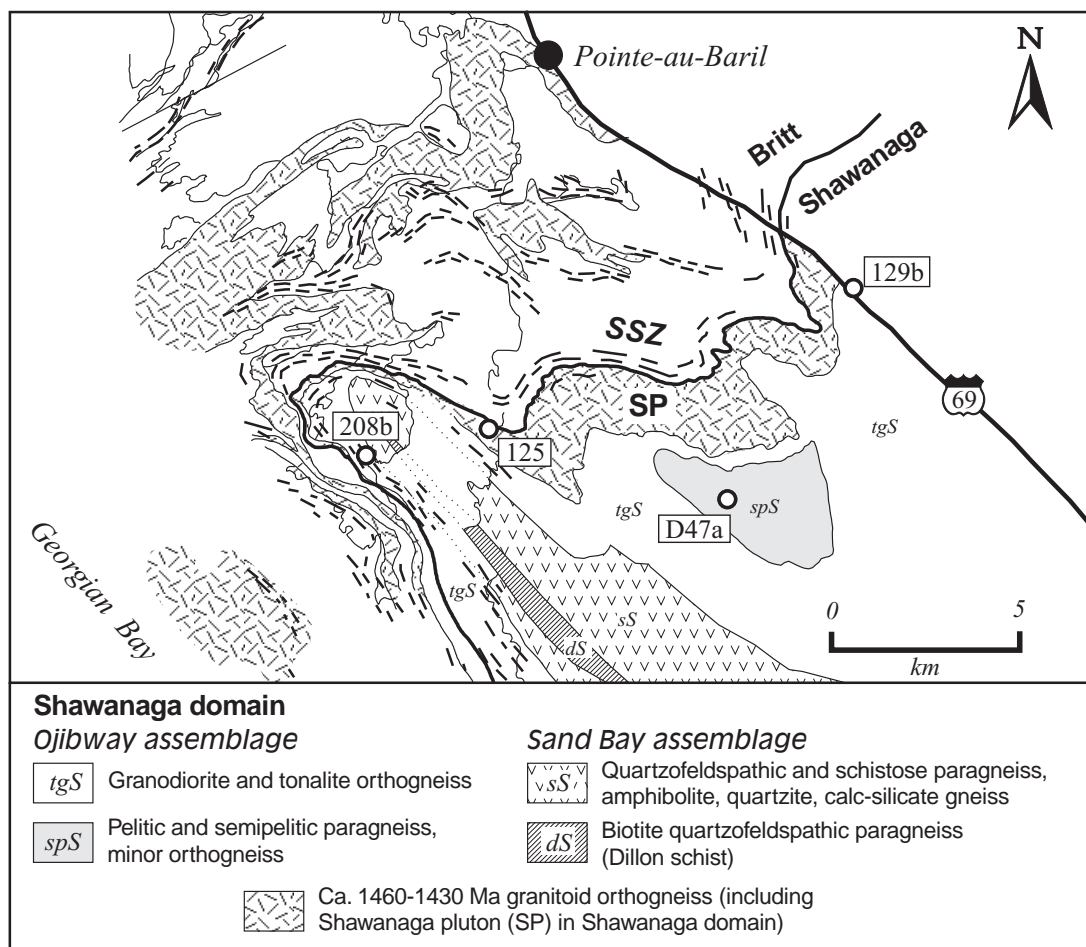 Pointe-au-Baril
N
Britt
Shawanaga
129b
SSZ
SP
69
208b
125
tgS
tgS
spS
D47a
Georgian Bay
tgS
sS
dS
0 5
km
Shawanaga domain
Ojibway assemblage
Sand Bay assemblage
tgS
Granodiorite and tonalite orthogneiss
sS
Quartzofeldspathic and schistose paragneiss,
amphibolite, quartzite, calc-silicate gneiss
spS
Pelitic and semipelitic paragneiss,
minor orthogneiss
dS
Biotite quartzofeldspathic paragneiss
(Dillon schist)
Ca. 1460-1430 Ma granitoid orthogneiss (including
Shawanaga pluton (SP) in Shawanaga domain)